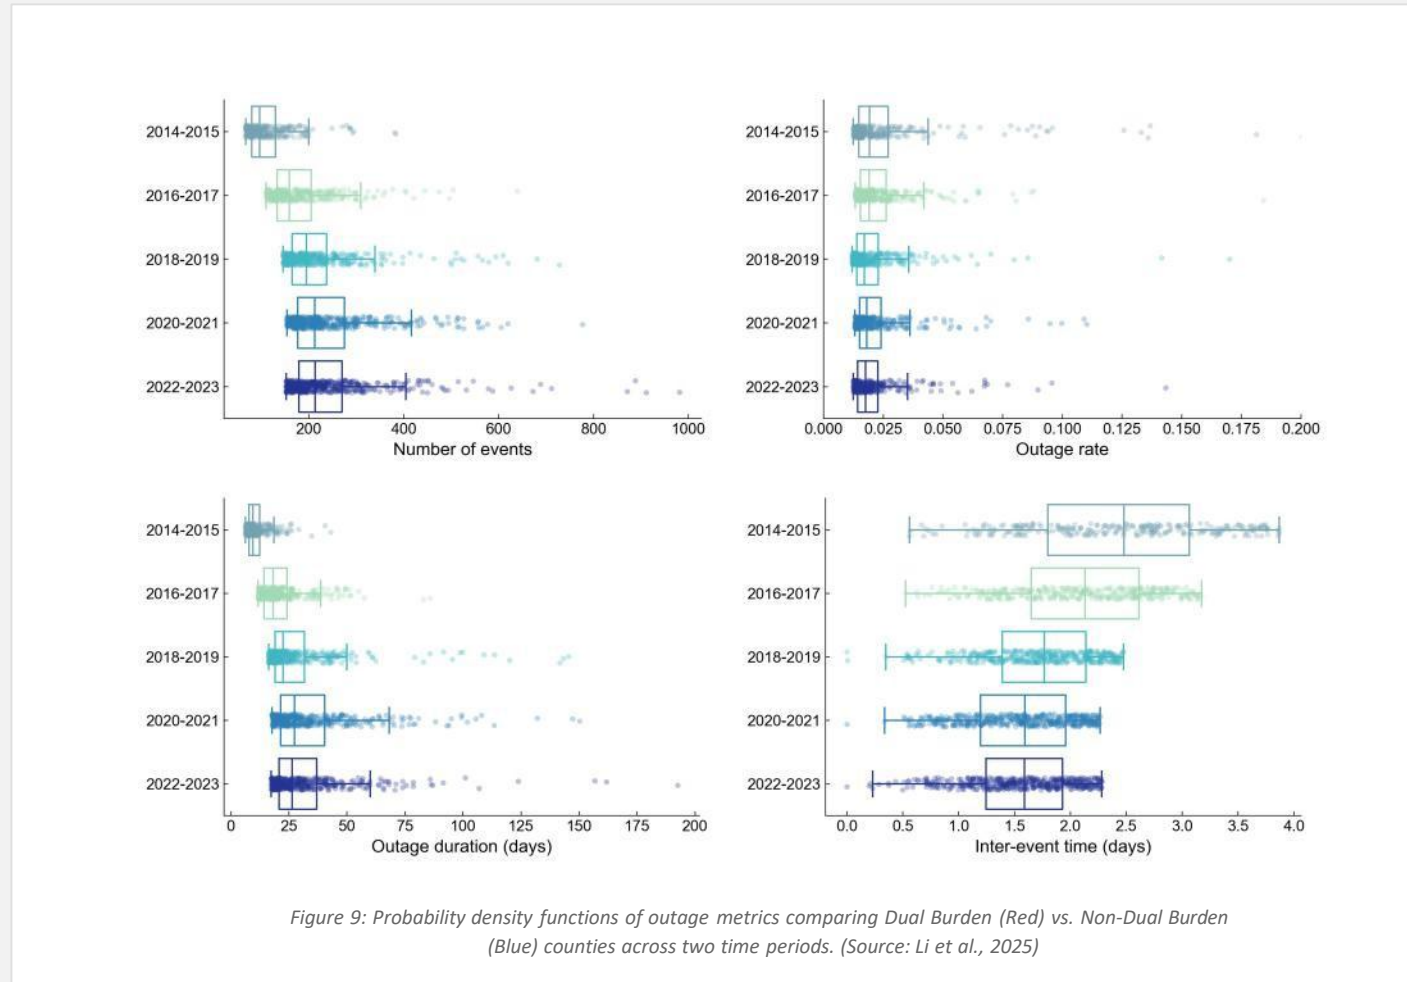 2014-2015
2016-2017
2018-2019
2020-2021
2022-2023
200 400 600 800 1000
Number of events
2014-2015
2016-2017
2018-2019
2020-2021
2022-2023
0.000 0.025 0.050 0.075 0.100 0.125 0.150 0.175 0.200
Outage rate
2014-2015
2016-2017
2018-2019
2020-2021
2022-2023
0 25 50 75 100 125 150 175 200
Outage duration (days)
2014-2015
2016-2017
2018-2019
2020-2021
2022-2023
0.0 0.5 1.0 1.5 2.0 2.5 3.0 3.5 4.0
Inter-event time (days)
Figure 9: Probability density functions of outage metrics comparing Dual Burden (Red) vs. Non-Dual Burden
(Blue) counties across two time periods. (Source: Li et al., 2025)